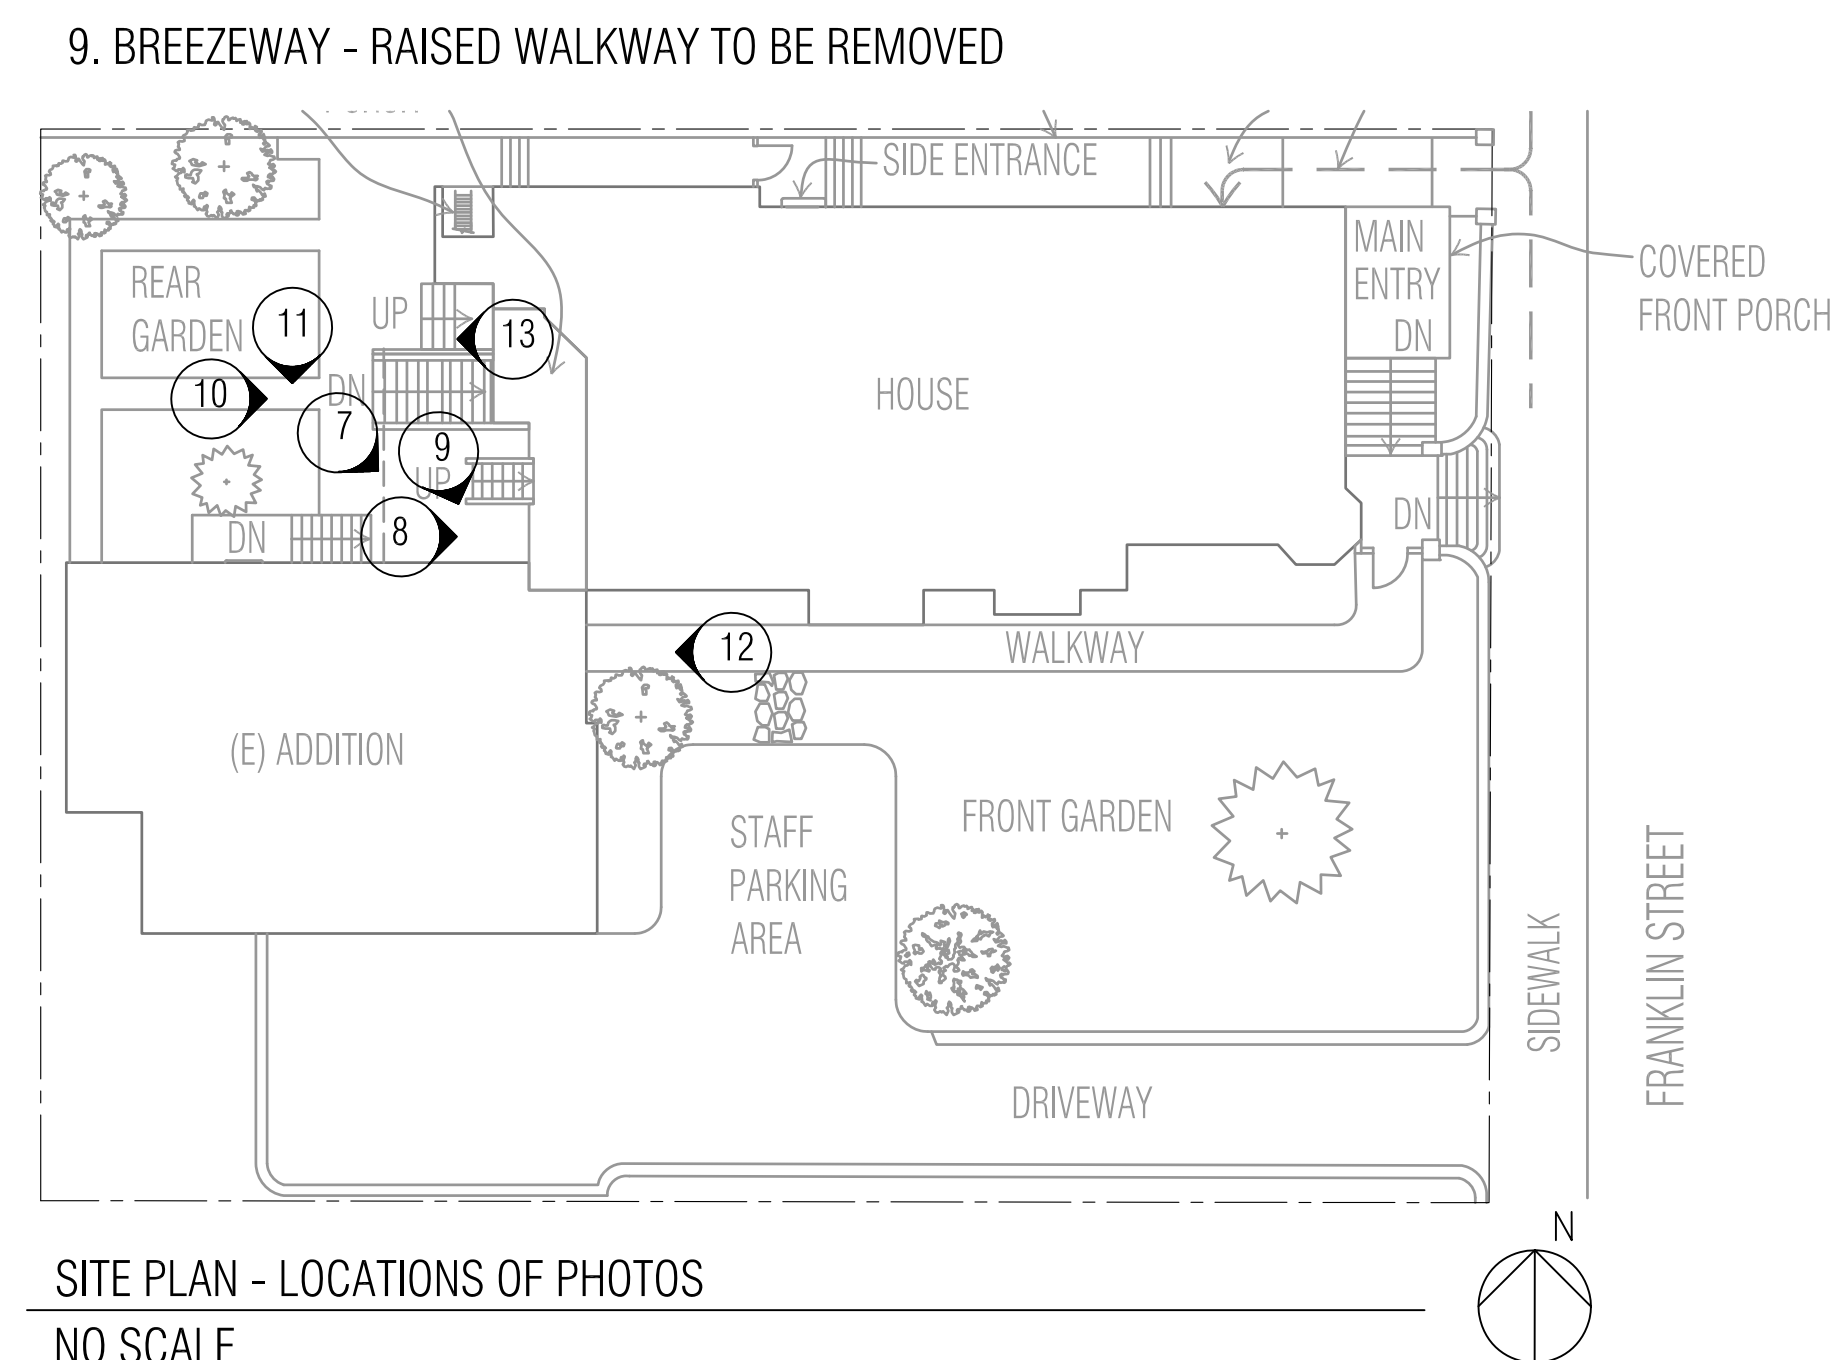 9. BREEZEWAY - RAISED WALKWAY TO BE REMOVED
SIDE ENTRANCE
MAIN
ENTRY
DN
COVERED
FRONT PORCH
REAR
GARDEN
11
UP
13
10
DN
7
9
UP
HOUSE
8
DN
DN
12
WALKWAY
(E) ADDITION
STAFF
PARKING
AREA
FRONT GARDEN
DRIVEWAY
SIDEWALK
FRANKLIN STREET
N
SITE PLAN - LOCATIONS OF PHOTOS
NO SCALE